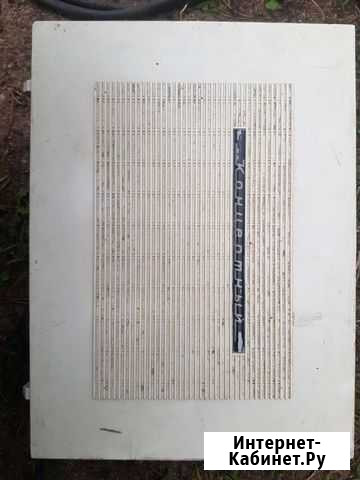 Концертный
Интернет-
Кабинет.Ру